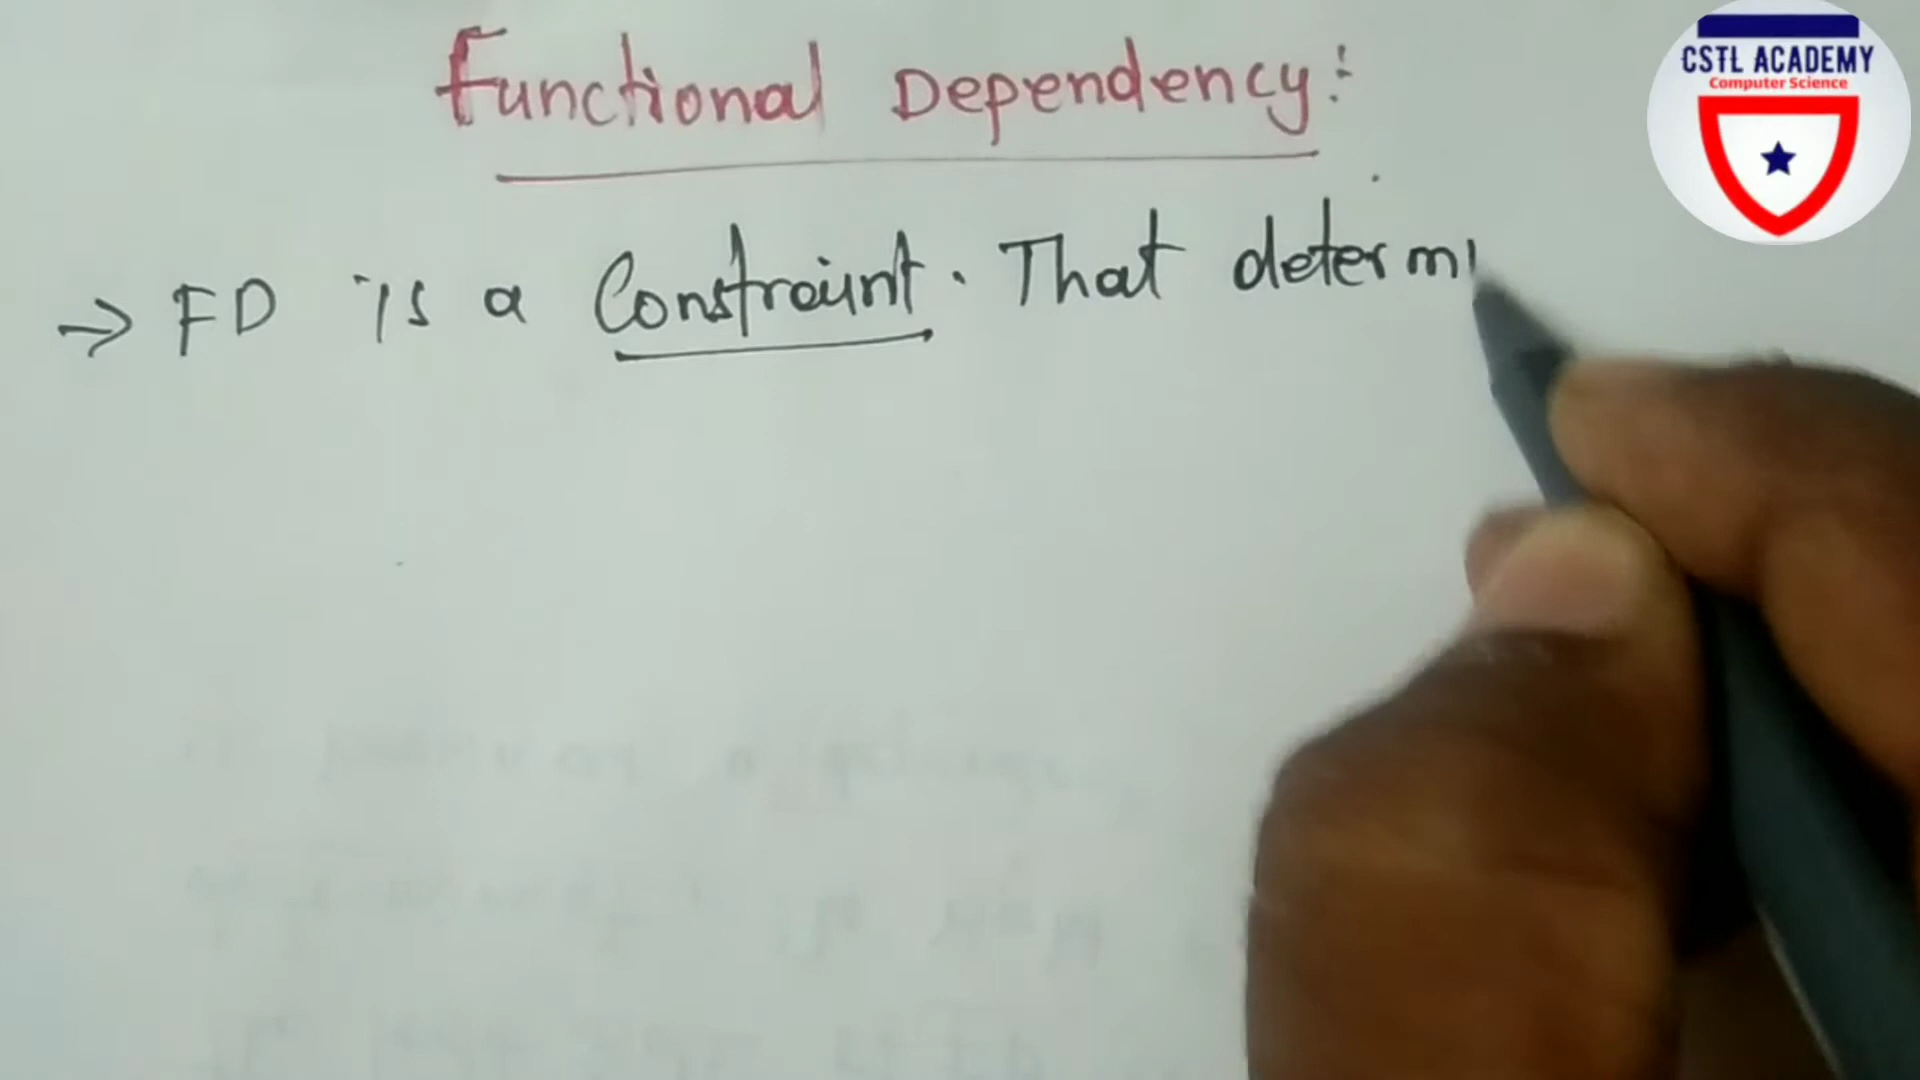 Functional Dependency:
CSTL ACADEMY
Computer Science
→ FD is a Constraint. That determi